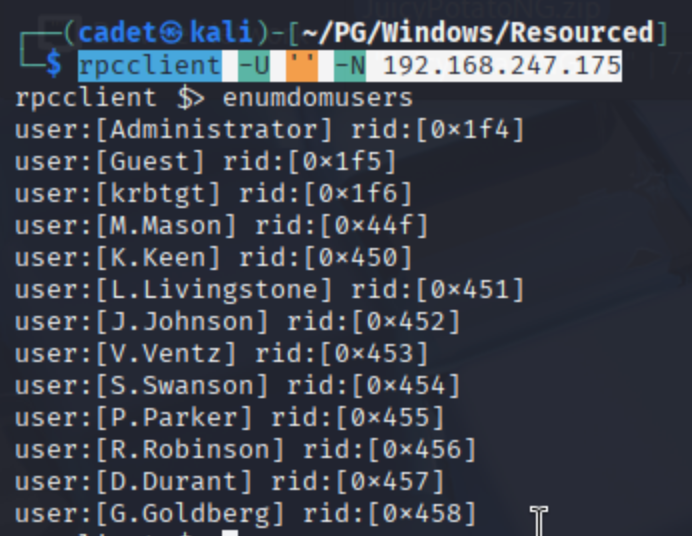 JuicyPotatoNG.zip
┌──(cadet㉿kali)-[~/PG/Windows/Resourced]
└─$ rpcclient -U '' -N 192.168.247.175
rpcclient $> enumdomusers
user:[Administrator] rid:[0×1f4]
user:[Guest] rid:[0×1f5]
user:[krbtgt] rid:[0×1f6]
user:[M.Mason] rid:[0×44f]
user:[K.Keen] rid:[0×450]
user:[L.Livingstone] rid:[0×451]
user:[J.Johnson] rid:[0×452]
user:[V.Ventz] rid:[0×453]
user:[S.Swanson] rid:[0×454]
user:[P.Parker] rid:[0×455]
user:[R.Robinson] rid:[0×456]
user:[D.Durant] rid:[0×457]
user:[G.Goldberg] rid:[0×458]